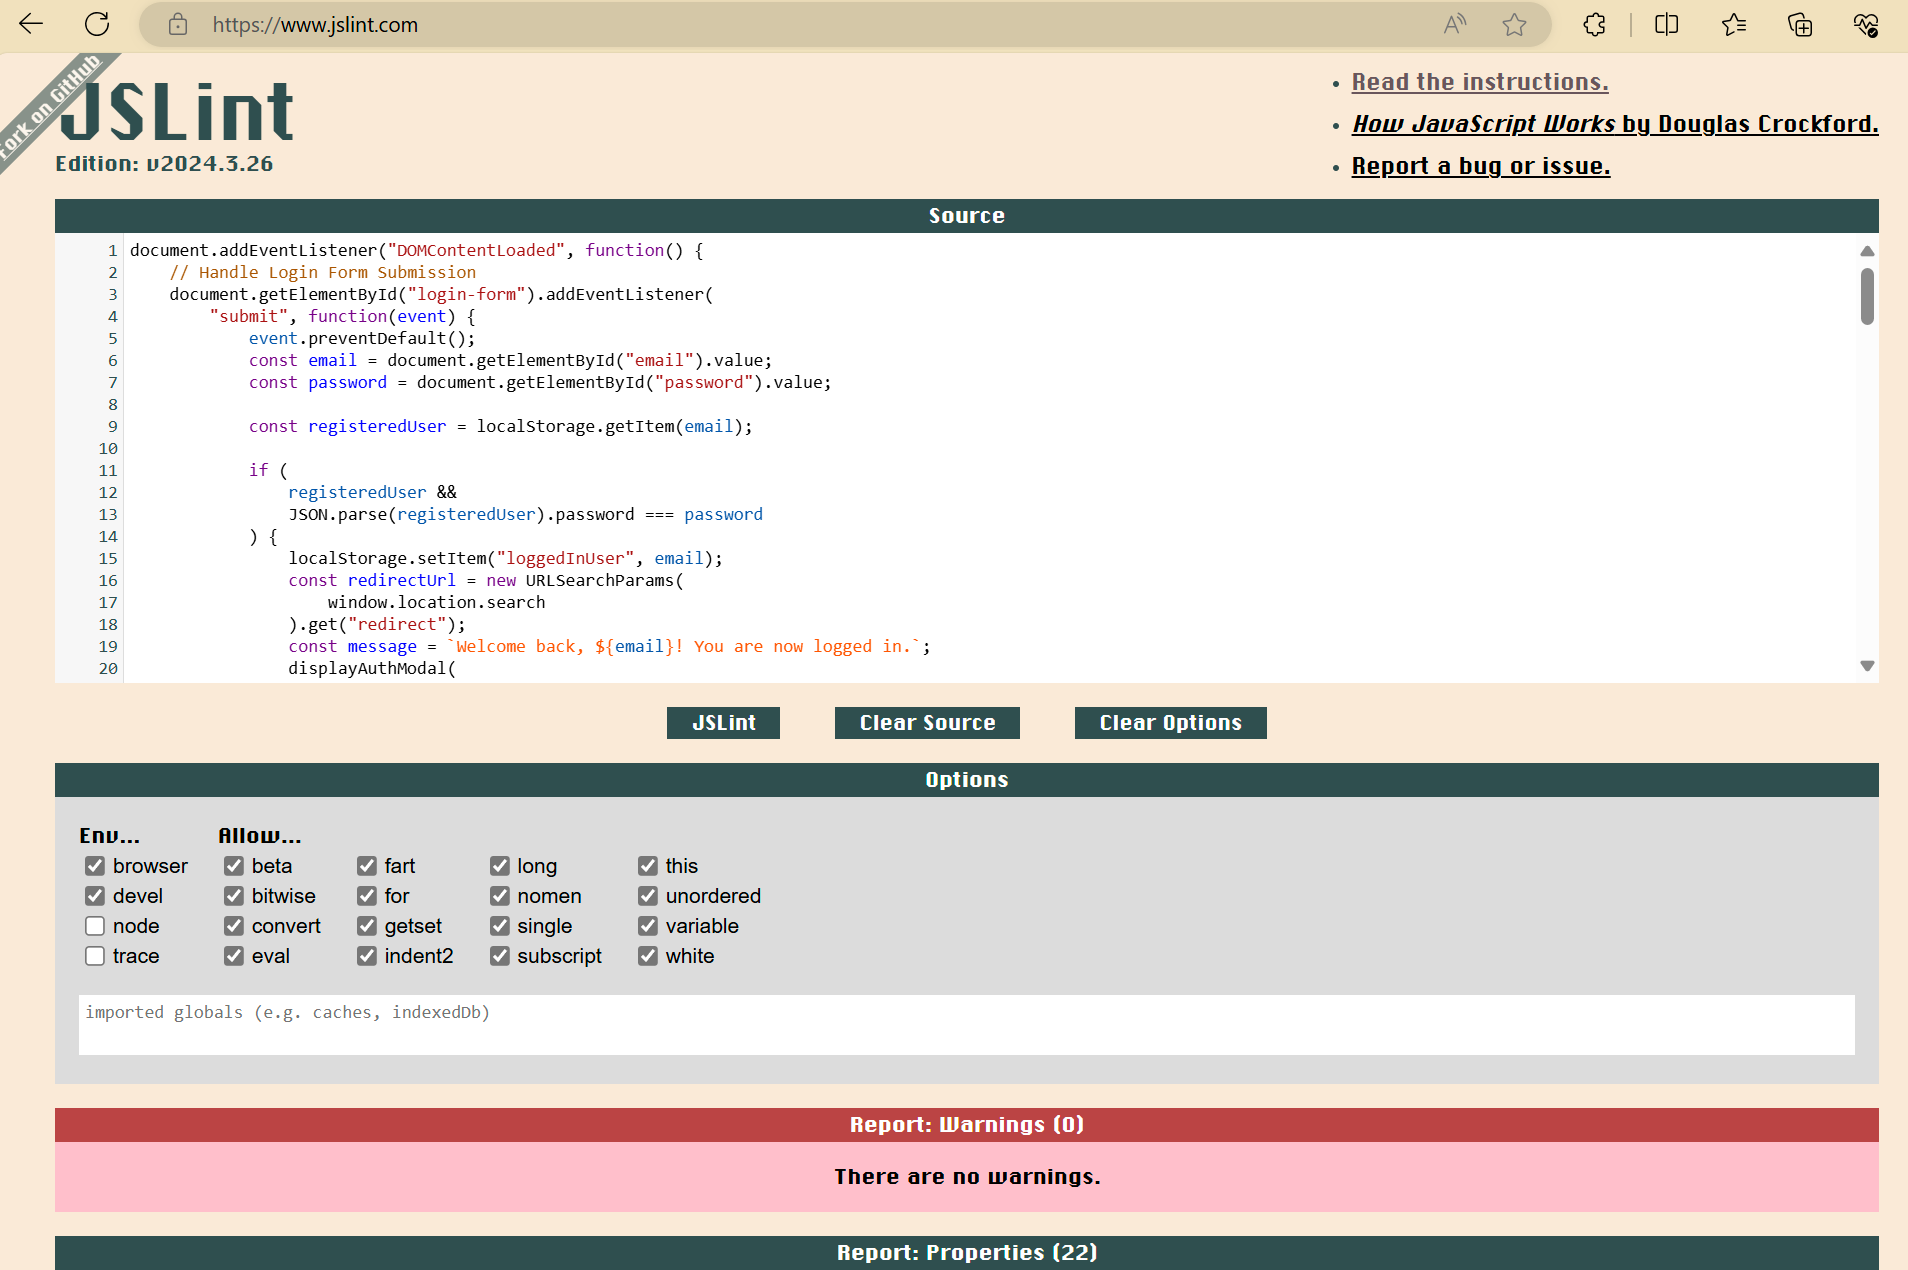 https://www.jslint.com
Fork on GitHub
JSLint
Edition: v2024.3.26
• Read the instructions.
• How JavaScript Works by Douglas Crockford.
• Report a bug or issue.
Source
1 document.addEventListener("DOMContentLoaded", function() {
2     // Handle Login Form Submission
3     document.getElementById("login-form").addEventListener(
4         "submit", function(event) {
5             event.preventDefault();
6             const email = document.getElementById("email").value;
7             const password = document.getElementById("password").value;
8
9             const registeredUser = localStorage.getItem(email);
10
11             if (
12                 registeredUser &&
13                 JSON.parse(registeredUser).password === password
14             ) {
15                 localStorage.setItem("loggedInUser", email);
16                 const redirectUrl = new URLSearchParams(
17                     window.location.search
18                 ).get("redirect");
19                 const message = `Welcome back, ${email}! You are now logged in.`;
20                 displayAuthModal(
JSLint Clear Source Clear Options
Options
Env... Allow...
browser beta fart long this
devel bitwise for nomen unordered
node convert getset single variable
trace eval indent2 subscript white
imported globals (e.g. caches, indexedDb)
Report: Warnings (0)
There are no warnings.
Report: Properties (22)